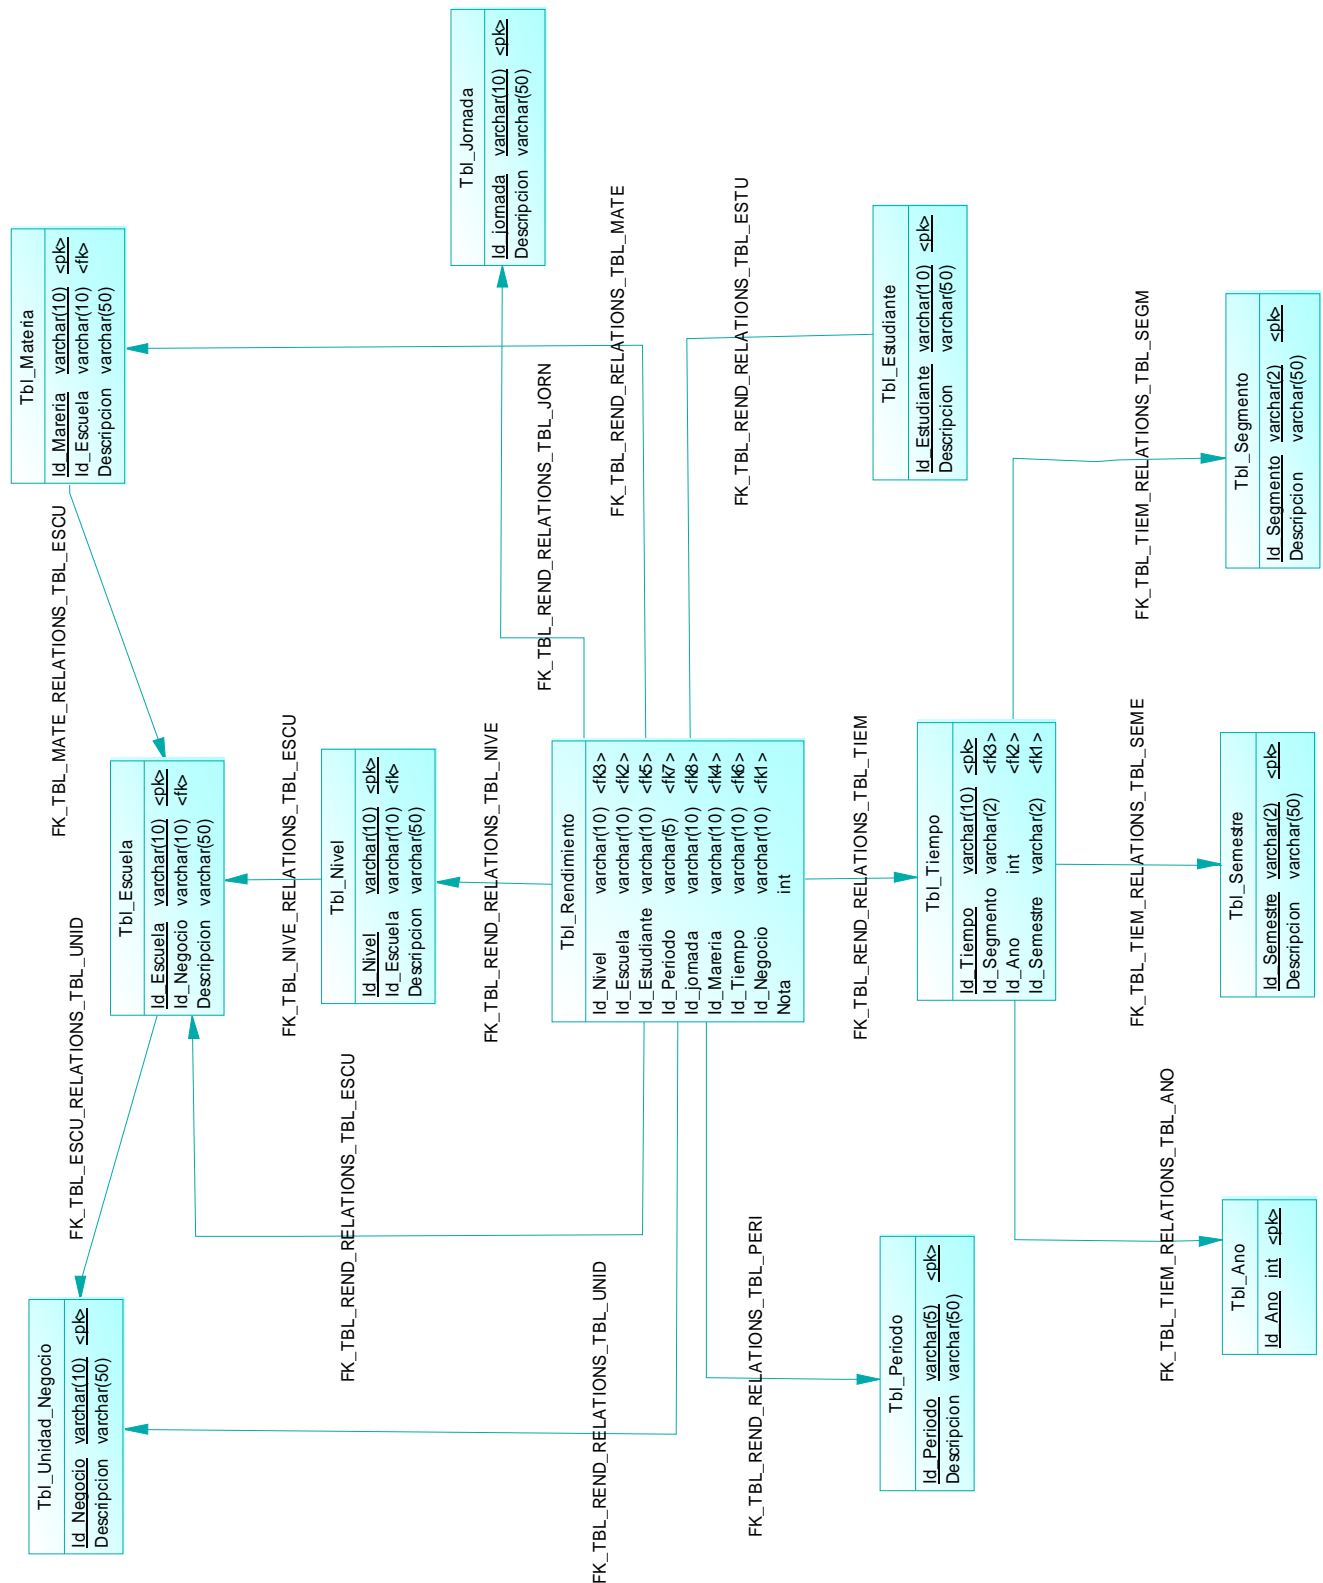 Tbl_Unidad_Negocio
Id_Negocio varchar(10) <pk>
Descripcion varchar(50)
FK_TBL_ESCU_RELATIONS_TBL_UNID
Tbl_Escuela
Id_Escuela varchar(10) <pk>
Id_Negocio varchar(10) <fk>
Descripcion varchar(50)
FK_TBL_MATE_RELATIONS_TBL_ESCU
Tbl_Materia
Id_Mareria varchar(10) <pk>
Id_Escuela varchar(10) <fk>
Descripcion varchar(50)
FK_TBL_NIVE_RELATIONS_TBL_ESCU
FK_TBL_REND_RELATIONS_TBL_ESCU
Tbl_Nivel
Id_Nivel varchar(10) <pk>
Id_Escuela varchar(10) <fk>
Descripcion varchar(50)
Tbl_Jornada
Id_jornada varchar(10) <pk>
Descripcion varchar(50)
FK_TBL_REND_RELATIONS_TBL_NIVE
FK_TBL_REND_RELATIONS_TBL_JORN
FK_TBL_REND_RELATIONS_TBL_UNID
FK_TBL_REND_RELATIONS_TBL_MATE
Tbl_Rendimiento
Id_Nivel varchar(10) <fk3>
Id_Escuela varchar(10) <fk2>
Id_Estudiante varchar(10) <fk5>
Id_Periodo varchar(5) <fk7>
Id_jornada varchar(10) <fk8>
Id_Mareria varchar(10) <fk4>
Id_Tiempo varchar(10) <fk6>
Id_Negocio varchar(10) <fk1>
Nota int
FK_TBL_REND_RELATIONS_TBL_PERI
FK_TBL_REND_RELATIONS_TBL_ESTU
FK_TBL_REND_RELATIONS_TBL_TIEM
Tbl_Periodo
Id_Periodo varchar(5) <pk>
Descripcion varchar(50)
Tbl_Estudiante
Id_Estudiante varchar(10) <pk>
Descripcion varchar(50)
Tbl_Tiempo
Id_Tiempo varchar(10) <pk>
Id_Segmento varchar(2) <fk3>
Id_Ano int <fk2>
Id_Semestre varchar(2) <fk1>
FK_TBL_TIEM_RELATIONS_TBL_ANO
FK_TBL_TIEM_RELATIONS_TBL_SEME
FK_TBL_TIEM_RELATIONS_TBL_SEGM
Tbl_Ano
Id_Ano int <pk>
Tbl_Semestre
Id_Semestre varchar(2) <pk>
Descripcion varchar(50)
Tbl_Segmento
Id_Segmento varchar(2) <pk>
Descripcion varchar(50)